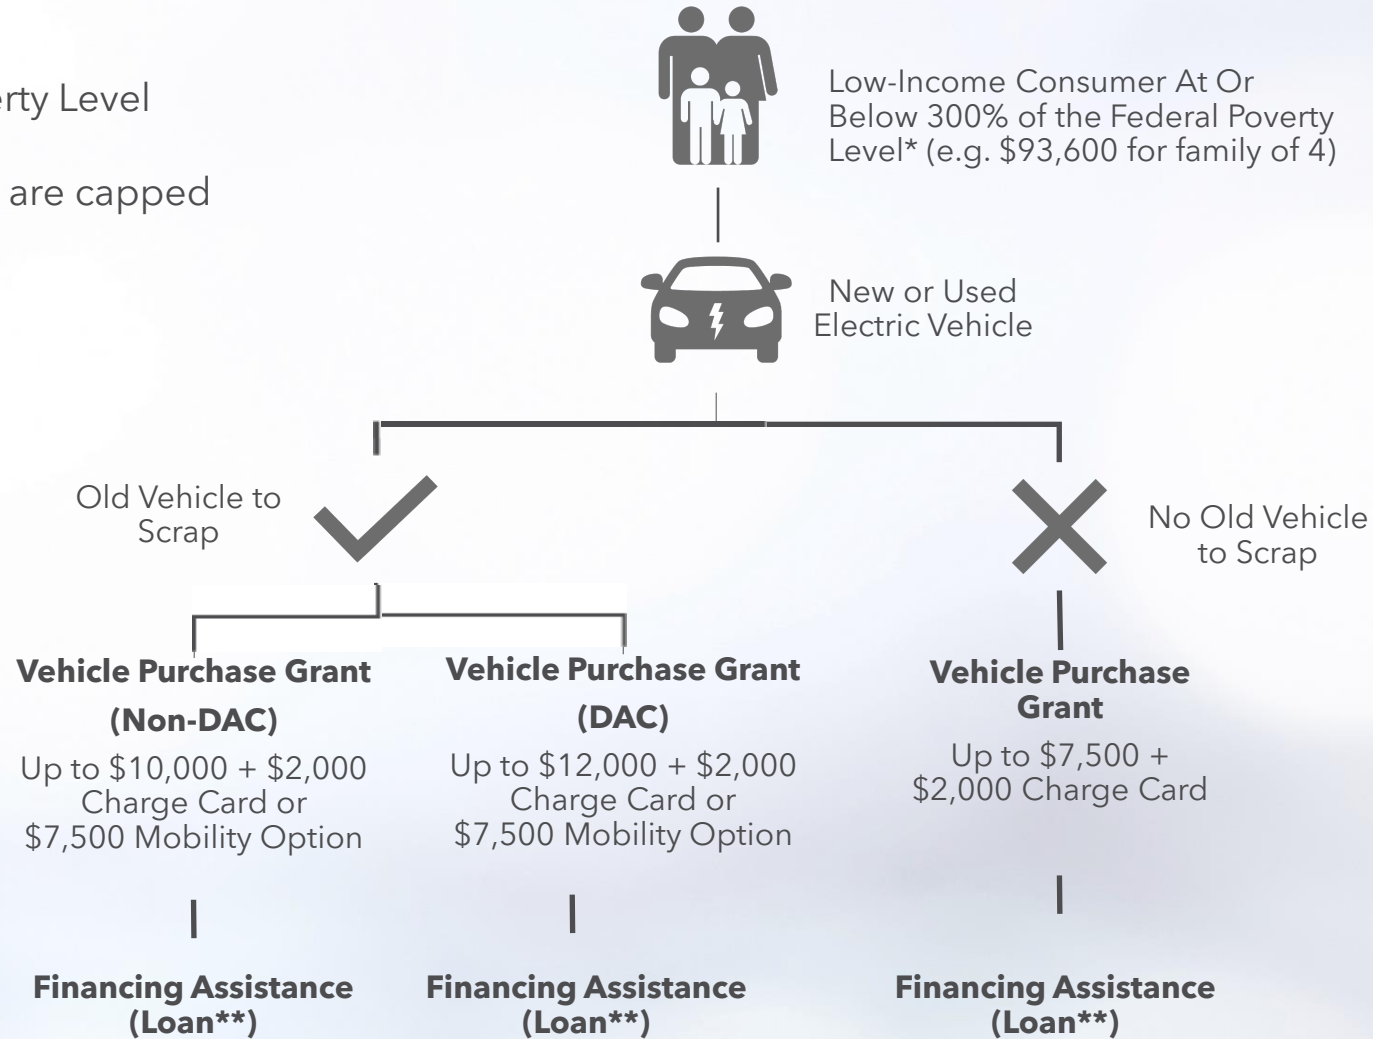 erty Level
are capped
Low-Income Consumer At Or
Below 300% of the Federal Poverty
Level* (e.g. $93,600 for family of 4)
New or Used
Electric Vehicle
Old Vehicle to
Scrap
No Old Vehicle
to Scrap
Vehicle Purchase Grant
(Non-DAC)
Up to $10,000 + $2,000
Charge Card or
$7,500 Mobility Option
Vehicle Purchase Grant
(DAC)
Up to $12,000 + $2,000
Charge Card or
$7,500 Mobility Option
Vehicle Purchase
Grant
Up to $7,500 +
$2,000 Charge Card
Financing Assistance
(Loan**)
Financing Assistance
(Loan**)
Financing Assistance
(Loan**)